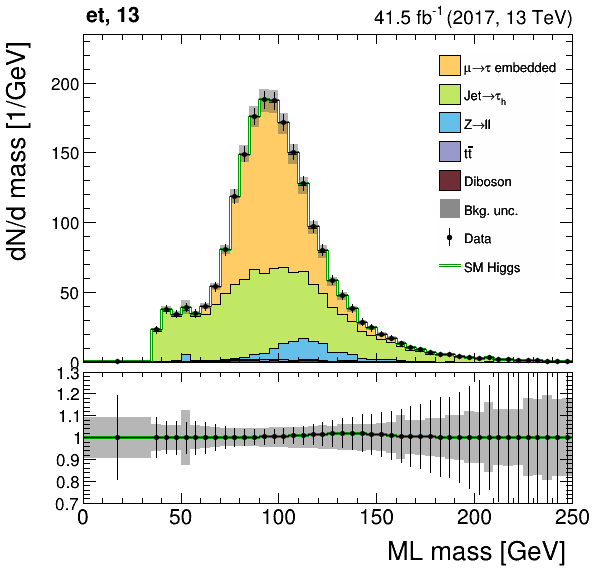 et, 13
41.5 fb⁻¹ (2017, 13 TeV)
dN/d mass [1/GeV]
200
150
100
50
0
μ→τ embedded
Jet→τₕ
Z→ll
tt̄
Diboson
Bkg. unc.
Data
SM Higgs
1.3
1.2
1.1
1
0.9
0.8
0.7
0 50 100 150 200 250
ML mass [GeV]